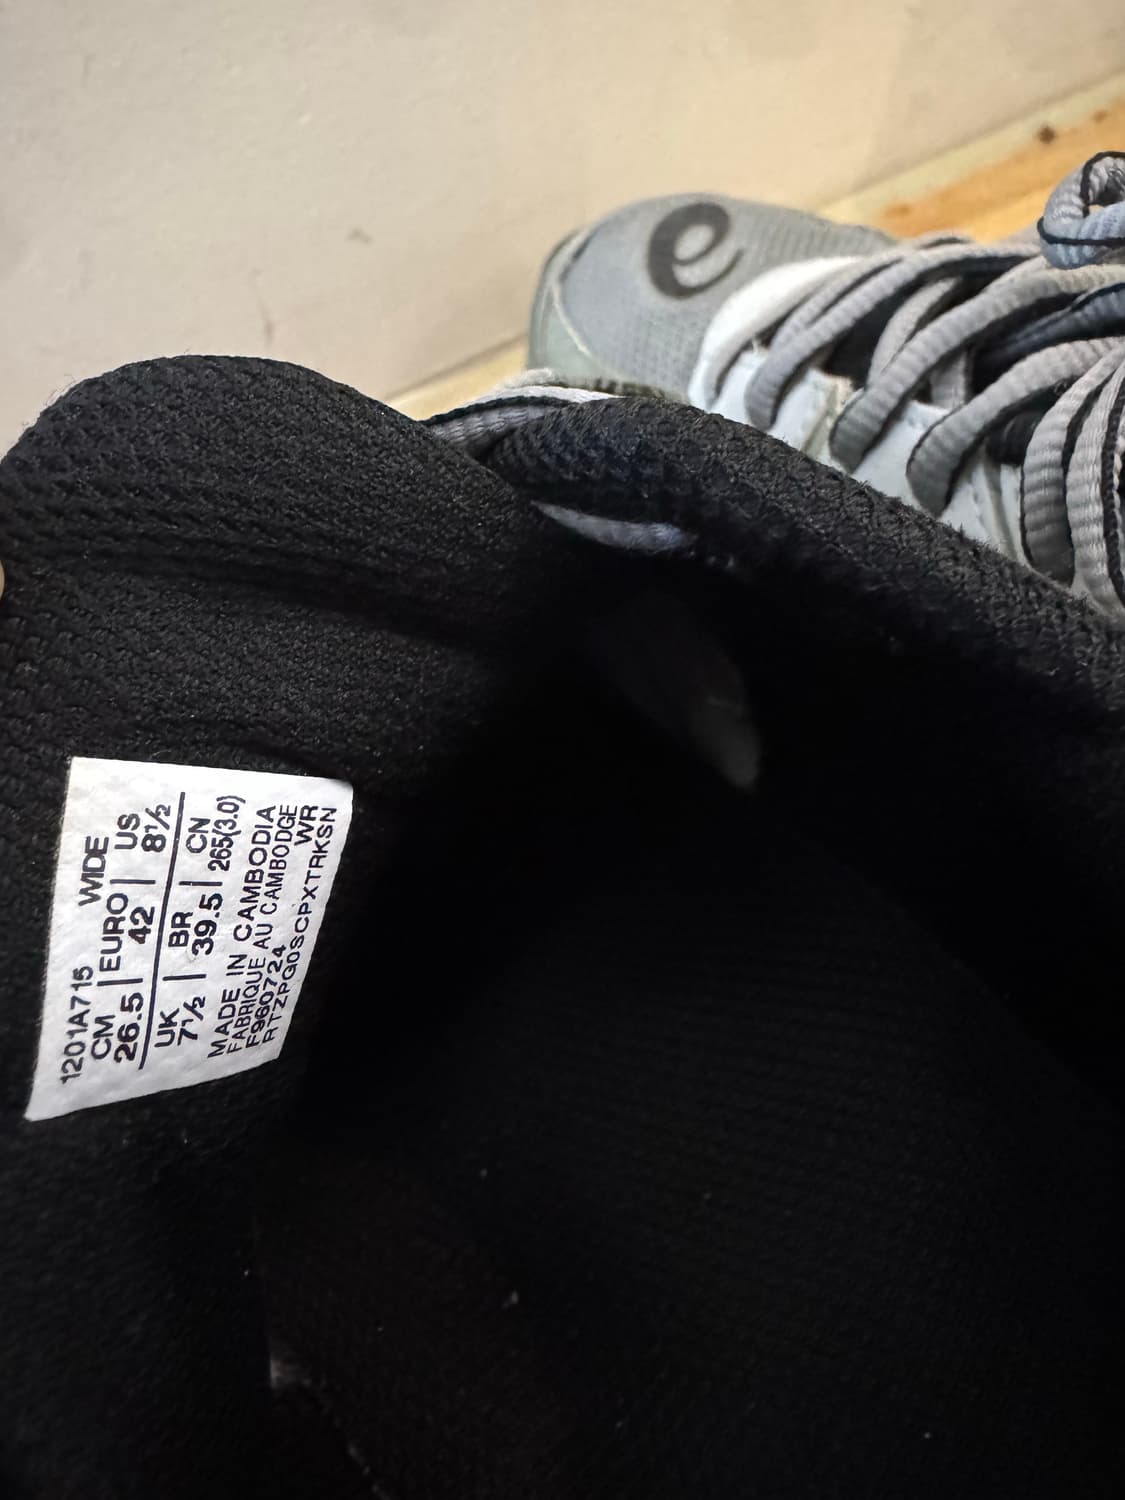 e
1201A715 WIDE
CM | EURO | US
26.5 | 42 | 8½
UK | BR | CN
7½ | 39.5 | 265(3.0)
MADE IN CAMBODIA
FABRIQUE AU CAMBODGE
F960724 WR
RTZPG0SCPXTRKSN